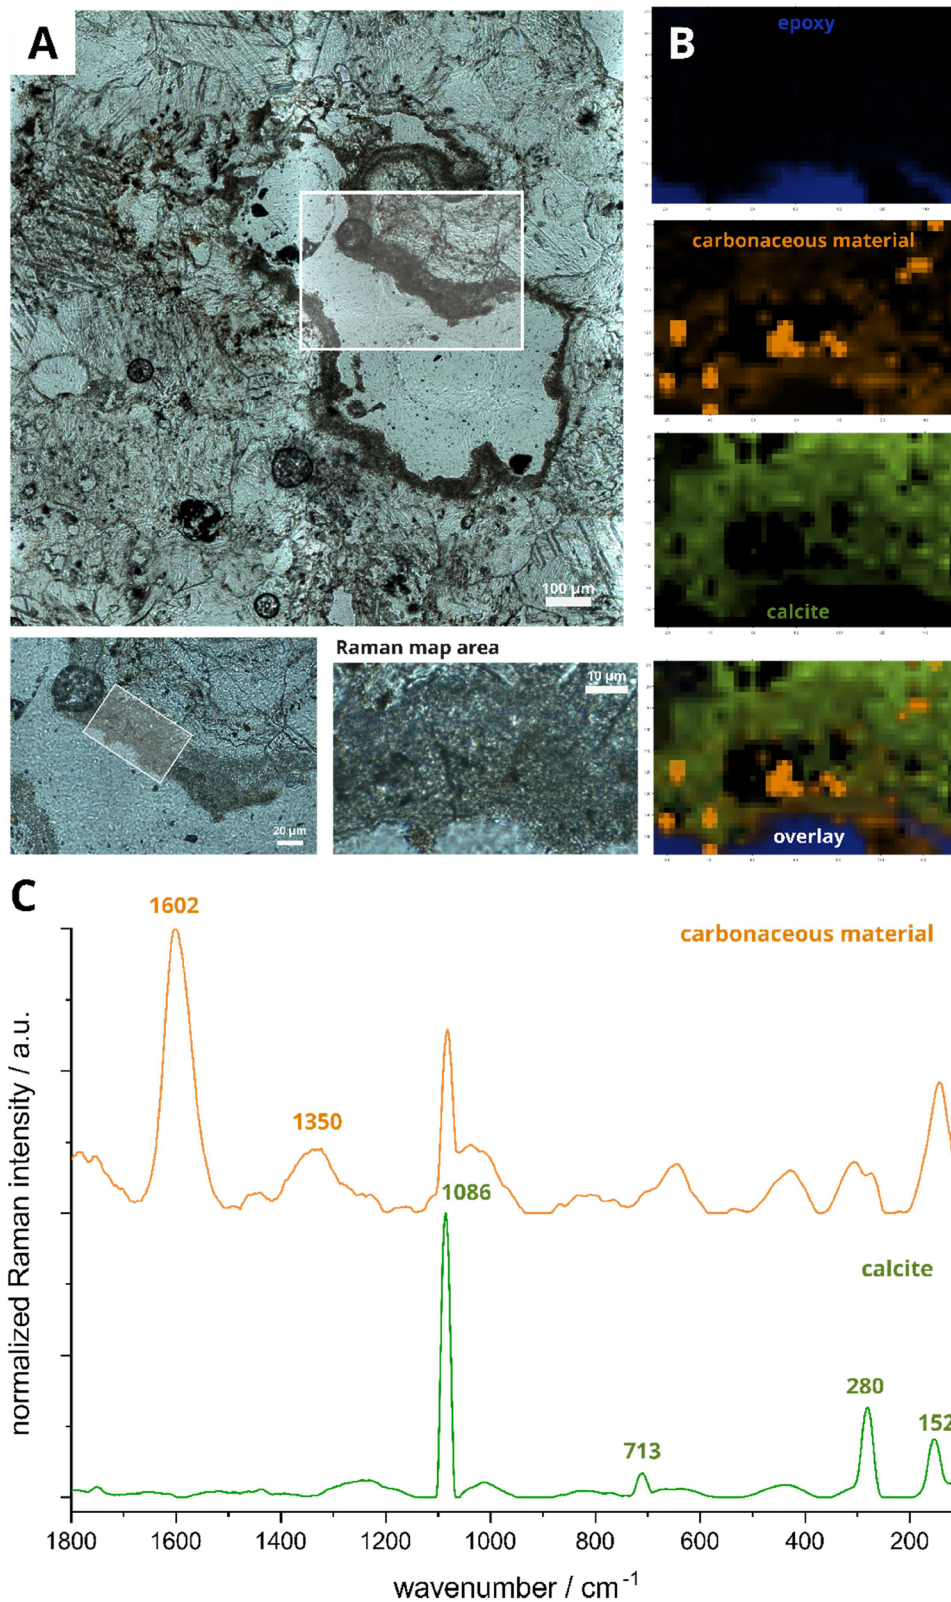 A
B
epoxy
carbonaceous material
calcite
overlay
100 µm
20 µm
Raman map area
10 µm
C
1602
carbonaceous material
1350
1086
calcite
280
713
152
normalized Raman intensity / a.u.
1800 1600 1400 1200 1000 800 600 400 200
wavenumber / cm⁻¹